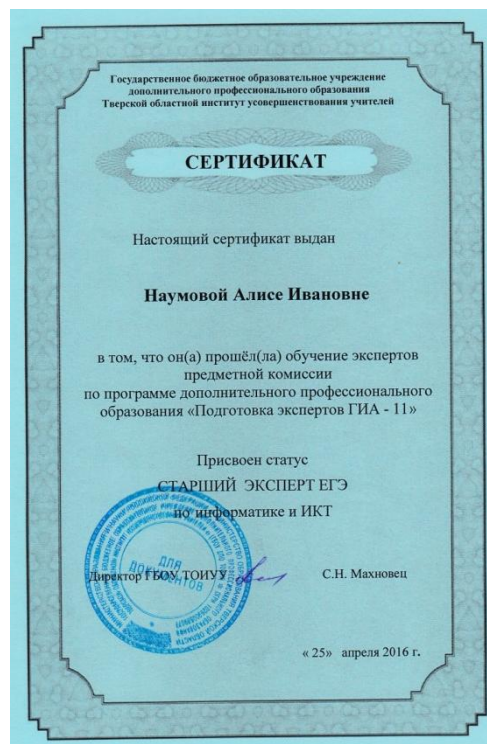 Государственное бюджетное образовательное учреждение
дополнительного профессионального образования
Тверской областной институт усовершенствования учителей
СЕРТИФИКАТ
Настоящий сертификат выдан
Наумовой Алисе Ивановне
в том, что он(а) прошёл(ла) обучение экспертов
предметной комиссии
по программе дополнительного профессионального
образования «Подготовка экспертов ГИА - 11»
Присвоен статус
СТАРШИЙ ЭКСПЕРТ ЕГЭ
по информатике и ИКТ
ДЛЯ
ДОКУМЕНТОВ
Директор ГБОУ ТОИУУ С.Н. Махновец
« 25» апреля 2016 г.